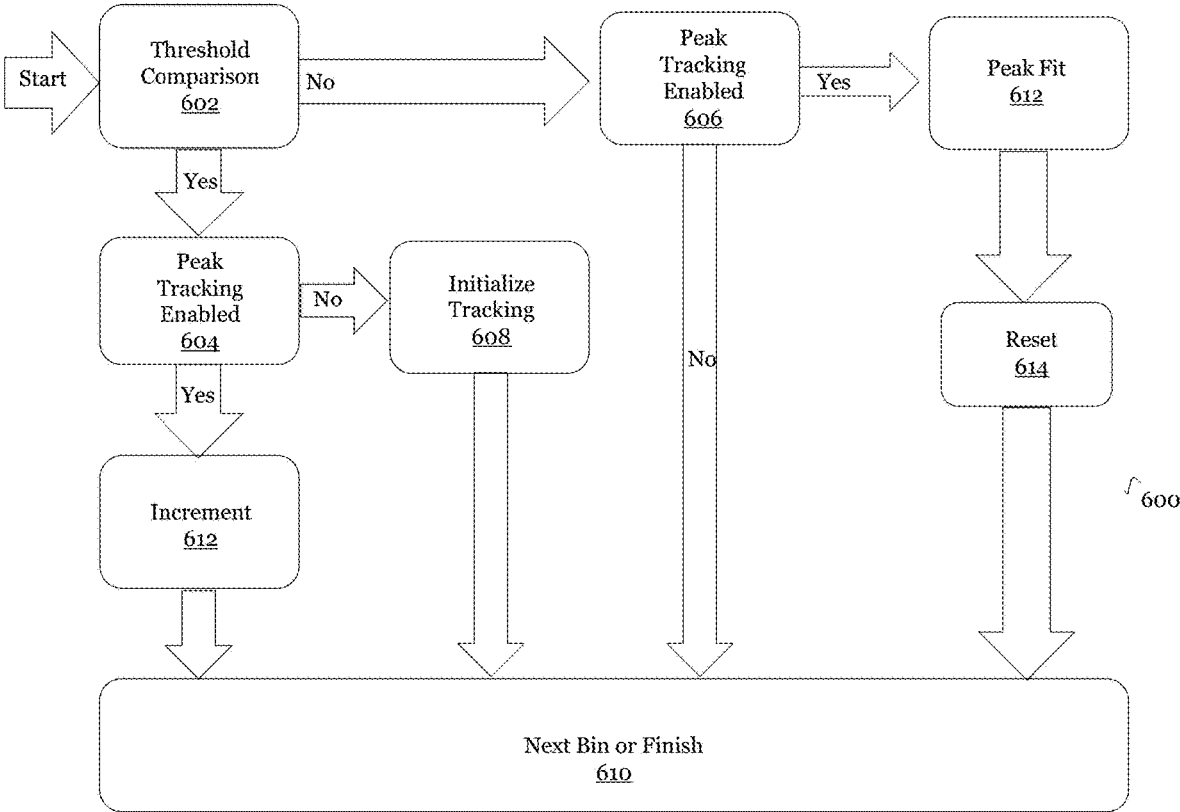 Start
Threshold
Comparison
602
No
Peak
Tracking
Enabled
606
Yes
Peak Fit
612
Yes
Peak
Tracking
Enabled
604
No
Initialize
Tracking
608
No
Reset
614
Yes
Increment
612
600
Next Bin or Finish
610